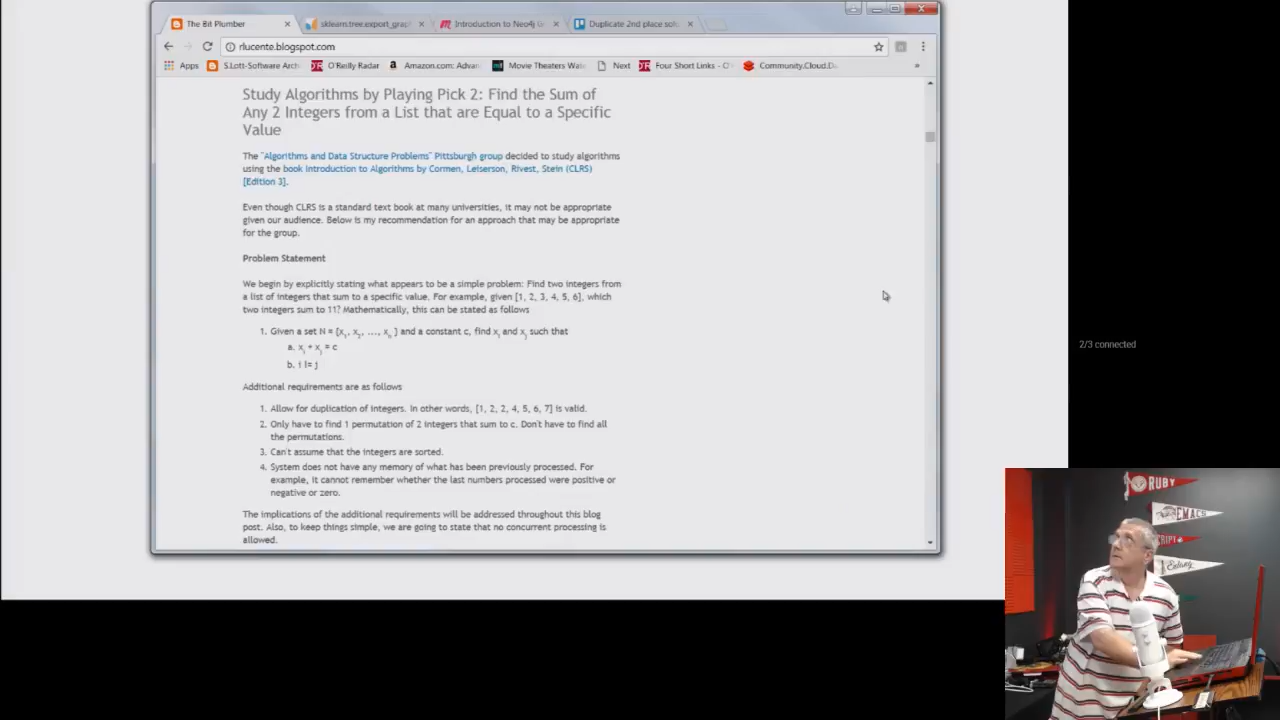 The Bit Plumber
sklearn.tree.export_grap
Introduction to Neo4j
Duplicate 2nd place solu
rlucente.blogspot.com
Apps
S.Lott-Software Arch
O'Reilly Radar
Amazon.com: Advan
Movie Theaters Wate
Next
Four Short Links - O'
Community.Cloud.Da
Study Algorithms by Playing Pick 2: Find the Sum of
Any 2 Integers from a List that are Equal to a Specific
Value
The "Algorithms and Data Structure Problems" Pittsburgh group decided to study algorithms
using the book Introduction to Algorithms by Cormen, Leiserson, Rivest, Stein (CLRS)
[Edition 3].
Even though CLRS is a standard text book at many universities, it may not be appropriate
given our audience. Below is my recommendation for an approach that may be appropriate
for the group.
Problem Statement
We begin by explicitly stating what appears to be a simple problem: Find two integers from
a list of integers that sum to a specific value. For example, given [1, 2, 3, 4, 5, 6], which
two integers sum to 11? Mathematically, this can be stated as follows
1. Given a set N = [x1, x2, ..., xn ] and a constant c, find xi and xj such that
a. xi + xj = c
b. i != j
Additional requirements are as follows
1. Allow for duplication of integers. In other words, [1, 2, 2, 4, 5, 6, 7] is valid.
2. Only have to find 1 permutation of 2 integers that sum to c. Don't have to find all
the permutations.
3. Can't assume that the integers are sorted.
4. System does not have any memory of what has been previously processed. For
example, it cannot remember whether the last numbers processed were positive or
negative or zero.
The implications of the additional requirements will be addressed throughout this blog
post. Also, to keep things simple, we are going to state that no concurrent processing is
allowed.
2/3 connected
RUBY
EMACS
SCRIPT
Erlang